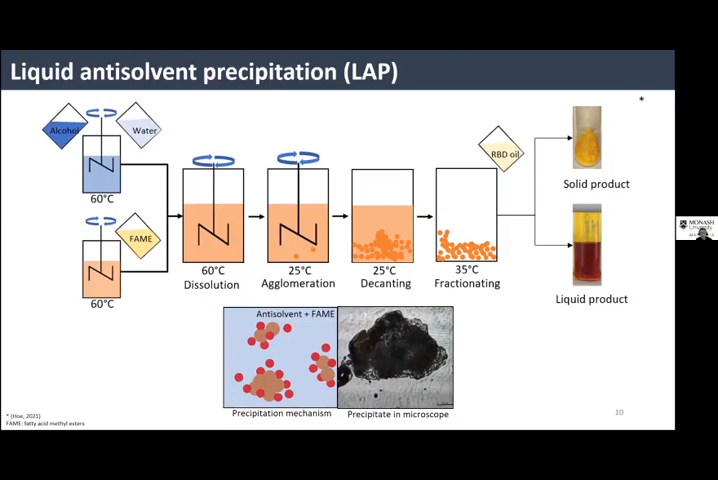 Liquid antisolvent precipitation (LAP)
*
Alcohol
Water
60°C
FAME
60°C
60°C
Dissolution
25°C
Agglomeration
25°C
Decanting
35°C
Fractionating
RBD oil
Solid product
Liquid product
Antisolvent + FAME
Precipitation mechanism
Precipitate in microscope
* (Hoe, 2021)
FAME: fatty acid methyl esters
10
MONASH
University